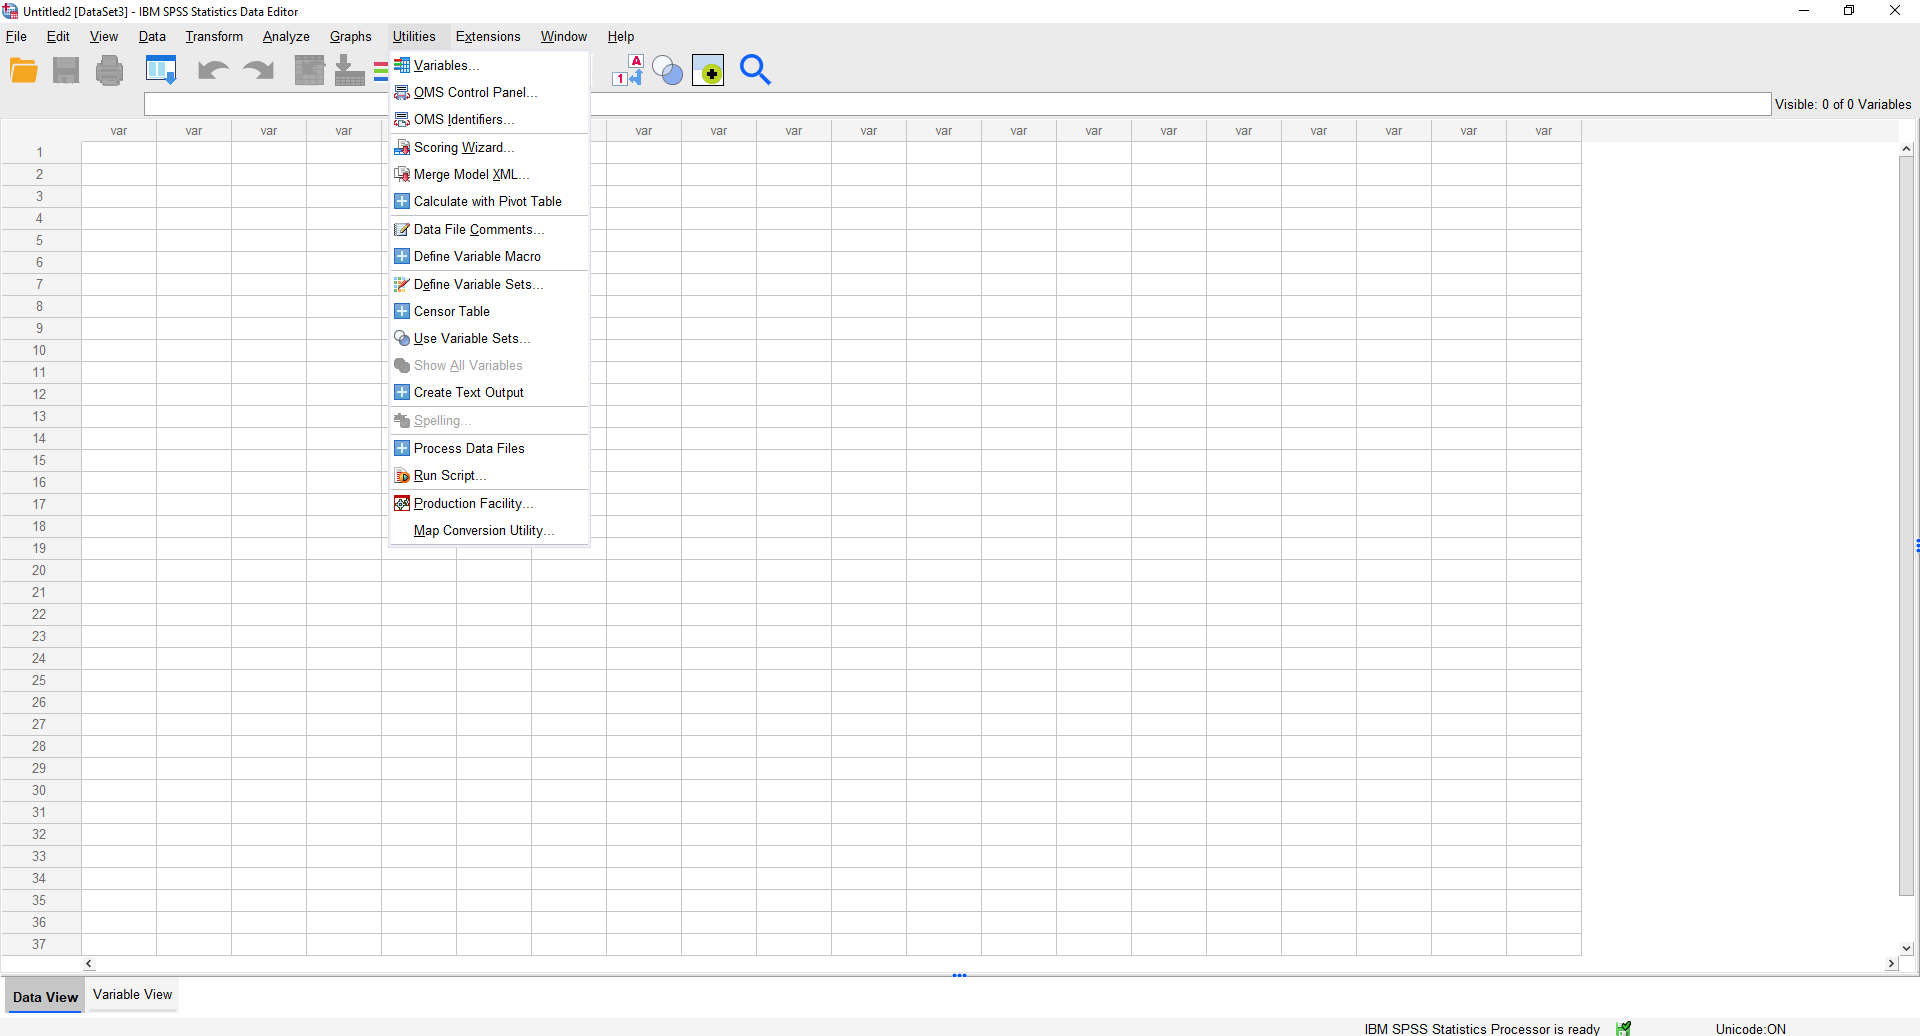 Untitled2 [DataSet3] - IBM SPSS Statistics Data Editor
File Edit View Data Transform Analyze Graphs Utilities Extensions Window Help
A
1
Visible: 0 of 0 Variables
Variables...
OMS Control Panel...
OMS Identifiers...
Scoring Wizard...
Merge Model XML...
Calculate with Pivot Table
Data File Comments...
Define Variable Macro
Define Variable Sets...
Censor Table
Use Variable Sets...
Show All Variables
Create Text Output
Spelling...
Process Data Files
Run Script...
Production Facility...
Map Conversion Utility...
var var var var var var var var var var var var var var var var var
1
2
3
4
5
6
7
8
9
10
11
12
13
14
15
16
17
18
19
20
21
22
23
24
25
26
27
28
29
30
31
32
33
34
35
36
37
Data View Variable View
IBM SPSS Statistics Processor is ready Unicode:ON